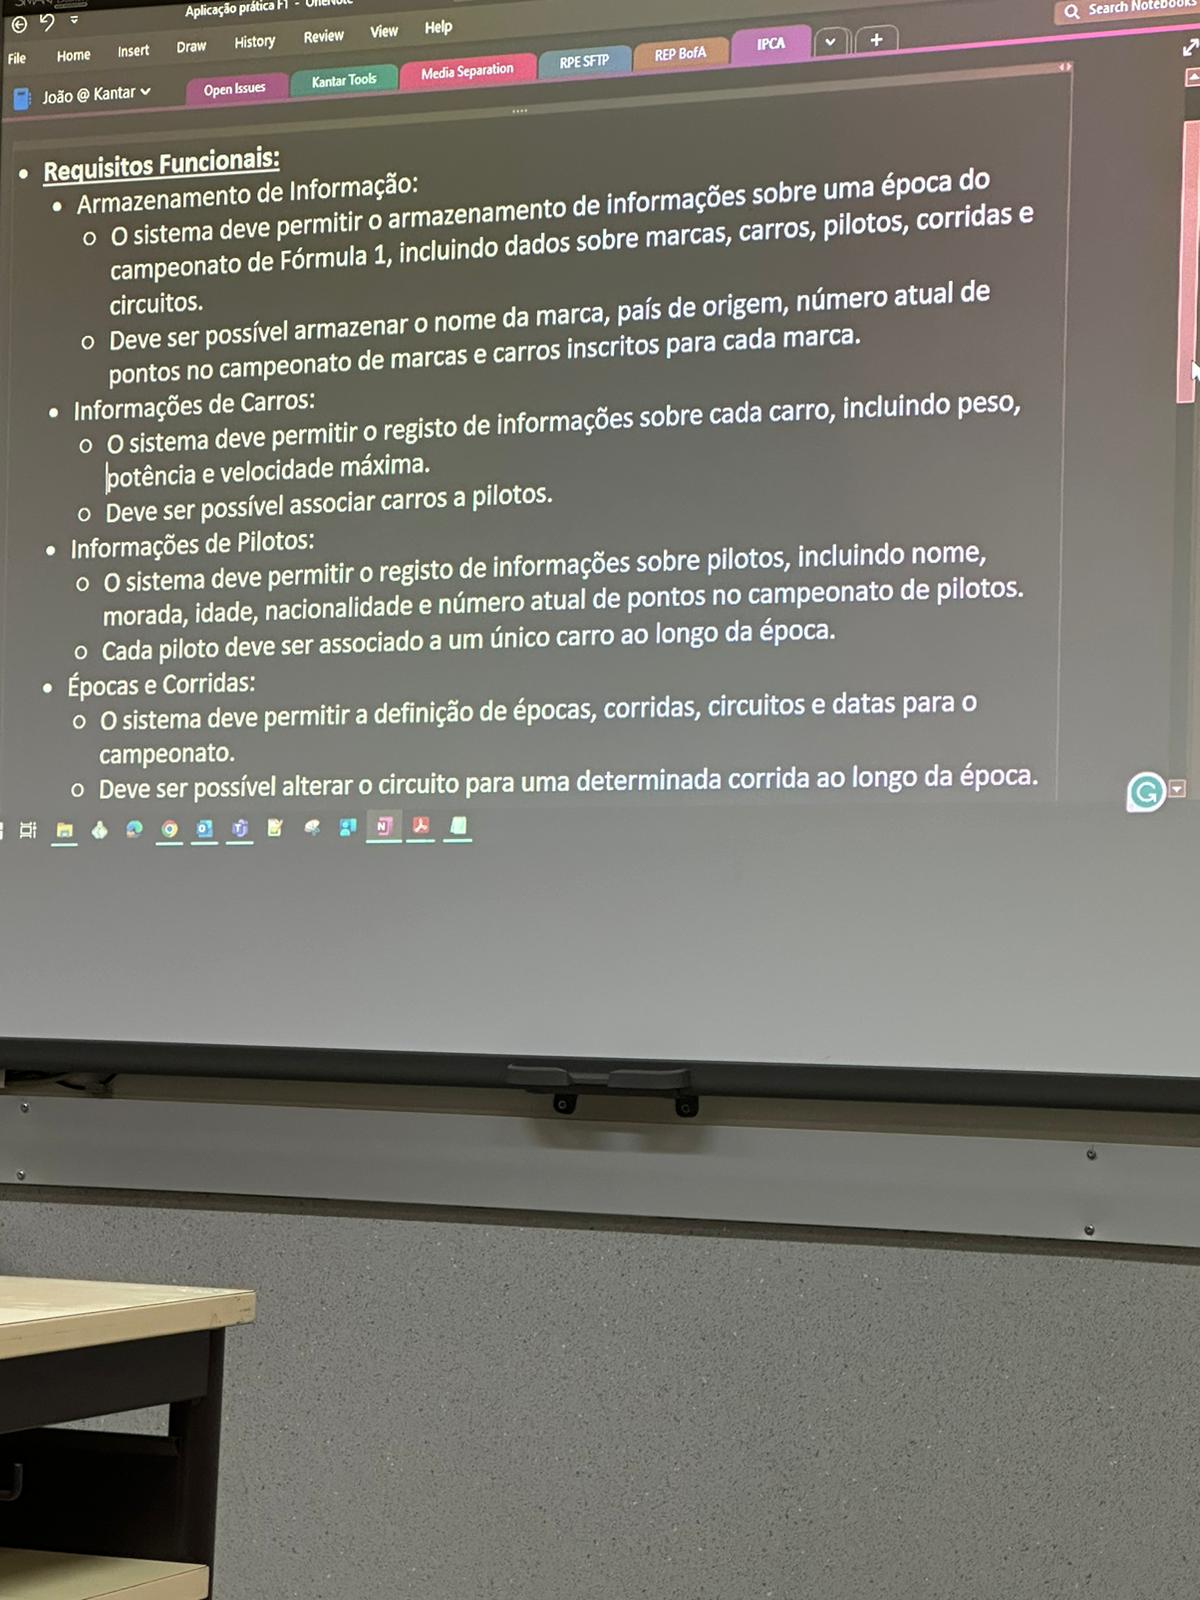 Aplicação prática F1 - OneNote
Search Notebooks
File Home Insert Draw History Review View Help
João @ Kantar
Open Issues Kantar Tools Media Separation RPE SFTP REP BofA IPCA +
• Requisitos Funcionais:
• Armazenamento de Informação:
o O sistema deve permitir o armazenamento de informações sobre uma época do
campeonato de Fórmula 1, incluindo dados sobre marcas, carros, pilotos, corridas e
circuitos.
o Deve ser possível armazenar o nome da marca, país de origem, número atual de
pontos no campeonato de marcas e carros inscritos para cada marca.
• Informações de Carros:
o O sistema deve permitir o registo de informações sobre cada carro, incluindo peso,
potência e velocidade máxima.
o Deve ser possível associar carros a pilotos.
• Informações de Pilotos:
o O sistema deve permitir o registo de informações sobre pilotos, incluindo nome,
morada, idade, nacionalidade e número atual de pontos no campeonato de pilotos.
o Cada piloto deve ser associado a um único carro ao longo da época.
• Épocas e Corridas:
o O sistema deve permitir a definição de épocas, corridas, circuitos e datas para o
campeonato.
o Deve ser possível alterar o circuito para uma determinada corrida ao longo da época.